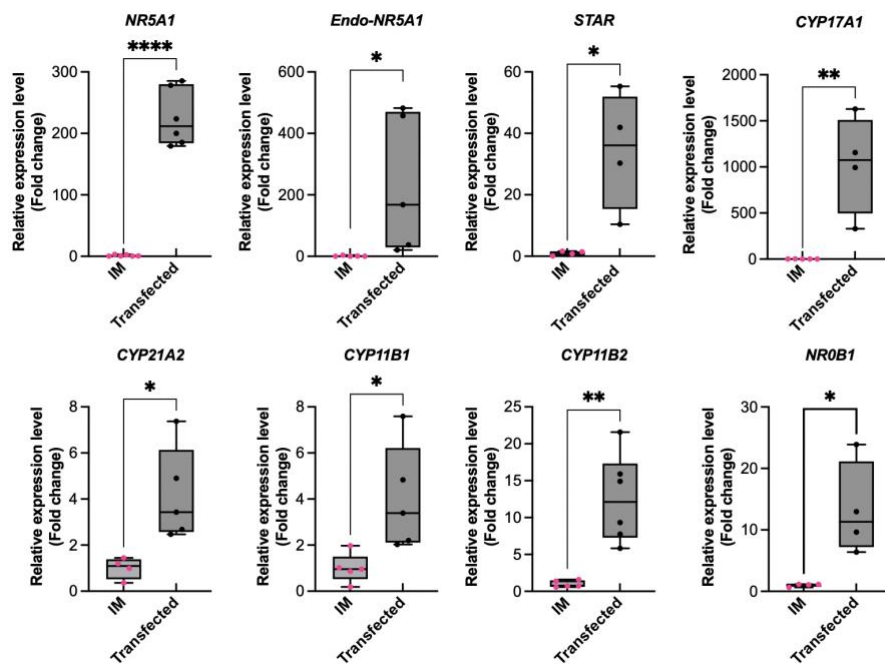 NR5A1
****
Relative expression level
(Fold change)
300
200
100
0
IM
Transfected
Endo-NR5A1
*
Relative expression level
(Fold change)
600
400
200
0
IM
Transfected
STAR
*
Relative expression level
(Fold change)
60
40
20
0
IM
Transfected
CYP17A1
**
Relative expression level
(Fold change)
2000
1500
1000
500
0
IM
Transfected
CYP21A2
*
Relative expression level
(Fold change)
8
6
4
2
0
IM
Transfected
CYP11B1
*
Relative expression level
(Fold change)
8
6
4
2
0
IM
Transfected
CYP11B2
**
Relative expression level
(Fold change)
25
20
15
10
5
0
IM
Transfected
NR0B1
*
Relative expression level
(Fold change)
30
20
10
0
IM
Transfected